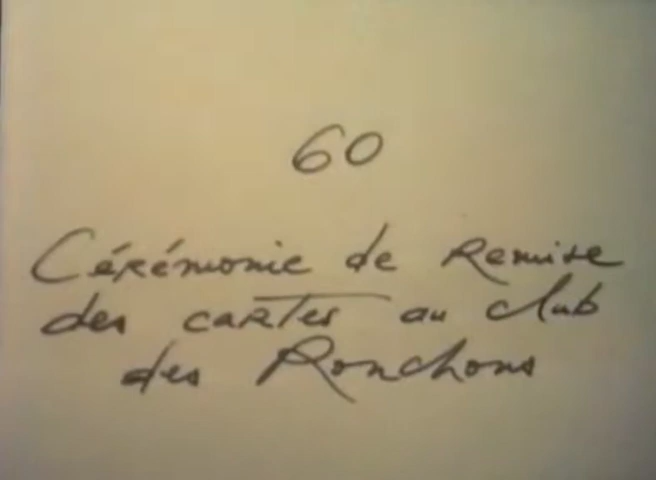 60
Cérémonie de Remise
des cartes au club
des Ronchons